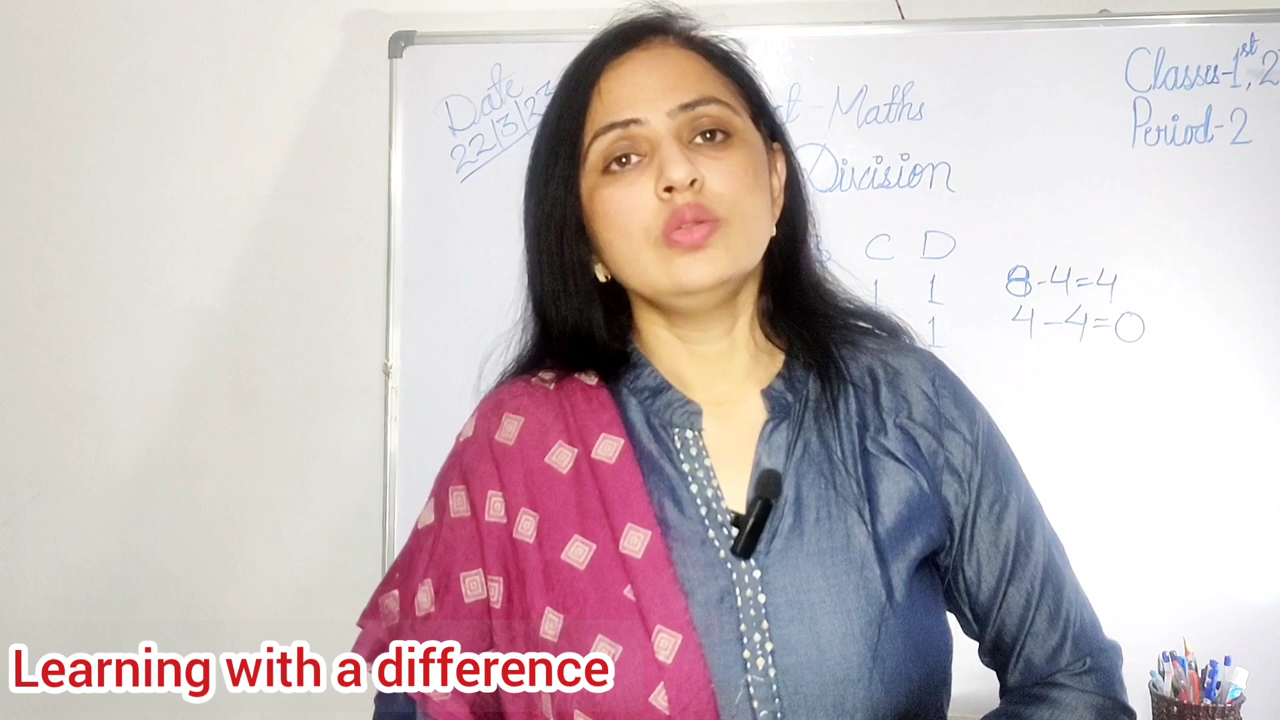 Date
22/3/23
Maths
Division
Classes-1st, 2
Period-2
C D
1 1
1
8-4=4
4-4=0
Learning with a difference